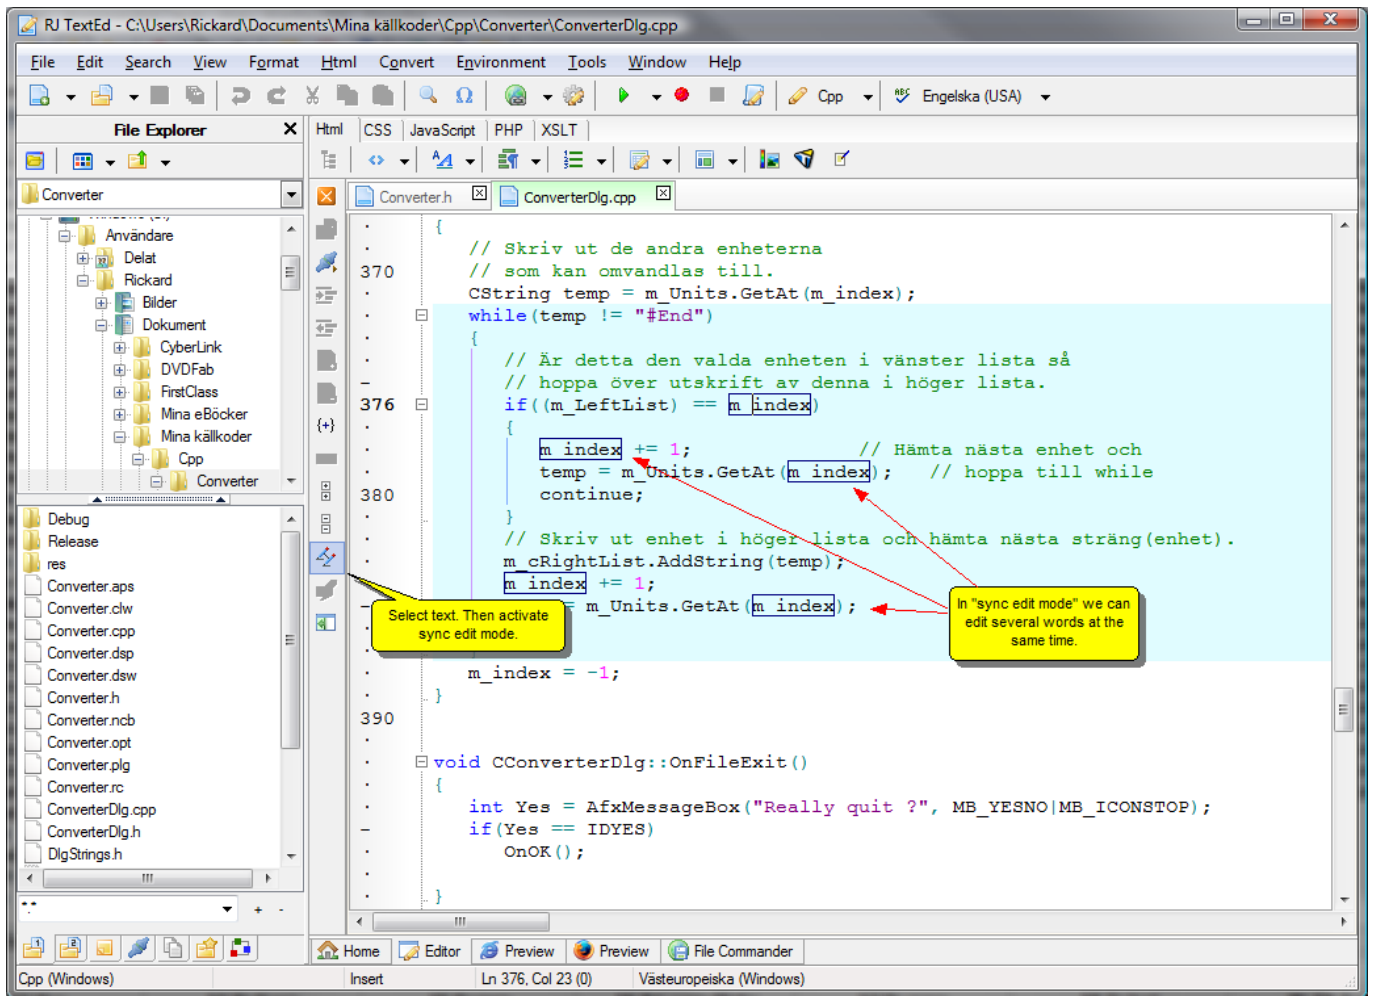 RJ TextEd - C:\Users\Rickard\Documents\Mina källkoder\Cpp\Converter\ConverterDlg.cpp
File Edit Search View Format Html Convert Environment Tools Window Help
Cpp Engelska (USA)
File Explorer
Html CSS JavaScript PHP XSLT
Converter
Användare
Delat
Rickard
Bilder
Dokument
CyberLink
DVDFab
FirstClass
Mina eBöcker
Mina källkoder
Cpp
Converter
Debug
Release
res
Converter.aps
Converter.clw
Converter.cpp
Converter.dsp
Converter.dsw
Converter.h
Converter.ncb
Converter.opt
Converter.plg
Converter.rc
ConverterDlg.cpp
ConverterDlg.h
DlgStrings.h
*.*
Converter.h ConverterDlg.cpp
{
// Skriv ut de andra enheterna
370 // som kan omvandlas till.
CString temp = m_Units.GetAt(m_index);
while(temp != "#End")
{
// Är detta den valda enheten i vänster lista så
// hoppa över utskrift av denna i höger lista.
376 if((m_LeftList) == m_index)
{
m_index += 1; // Hämta nästa enhet och
temp = m_Units.GetAt(m_index); // hoppa till while
380 continue;
}
// Skriv ut enhet i höger lista och hämta nästa sträng(enhet).
m_cRightList.AddString(temp);
m_index += 1;
= m_Units.GetAt(m_index);
m_index = -1;
}
390
void CConverterDlg::OnFileExit()
{
int Yes = AfxMessageBox("Really quit ?", MB_YESNO|MB_ICONSTOP);
if(Yes == IDYES)
OnOK();
}
Select text. Then activate
sync edit mode.
In "sync edit mode" we can
edit several words at the
same time.
Home Editor Preview Preview File Commander
Cpp (Windows) Insert Ln 376, Col 23 (0) Västeuropeiska (Windows)